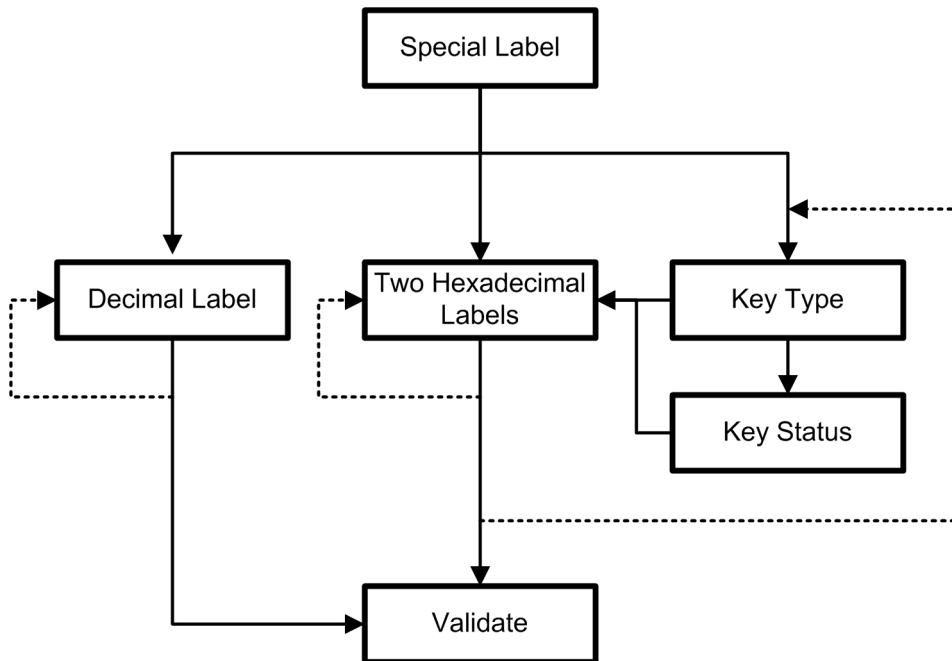 Special Label
Decimal Label
Two Hexadecimal
Labels
Key Type
Key Status
Validate